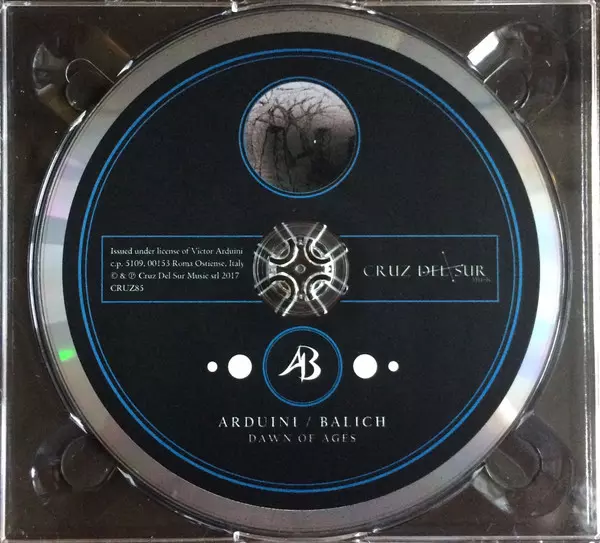 Issued under license of Victor Arduini
c.p. 5109, 00153 Roma Ostiense, Italy
© & ℗ Cruz Del Sur Music srl 2017
CRUZ85
CRUZ DEL SUR
MUSIC
AB
ARDUINI / BALICH
DAWN OF AGES